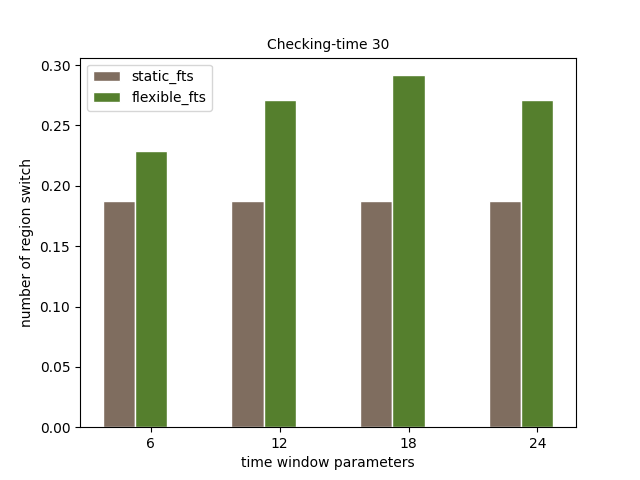 Checking-time 30
static_fts
flexible_fts
number of region switch
0.30
0.25
0.20
0.15
0.10
0.05
0.00
6 12 18 24
time window parameters